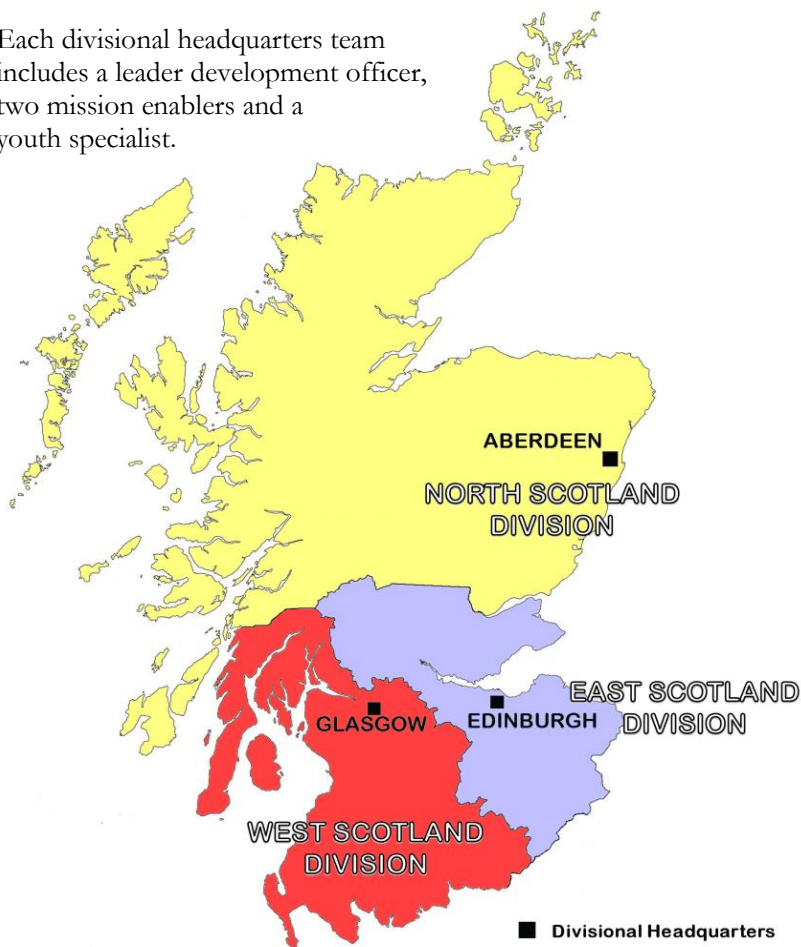 Each divisional headquarters team
includes a leader development officer,
two mission enablers and a
youth specialist.
ABERDEEN
NORTH SCOTLAND
DIVISION
EAST SCOTLAND
DIVISION
EDINBURGH
GLASGOW
WEST SCOTLAND
DIVISION
Divisional Headquarters